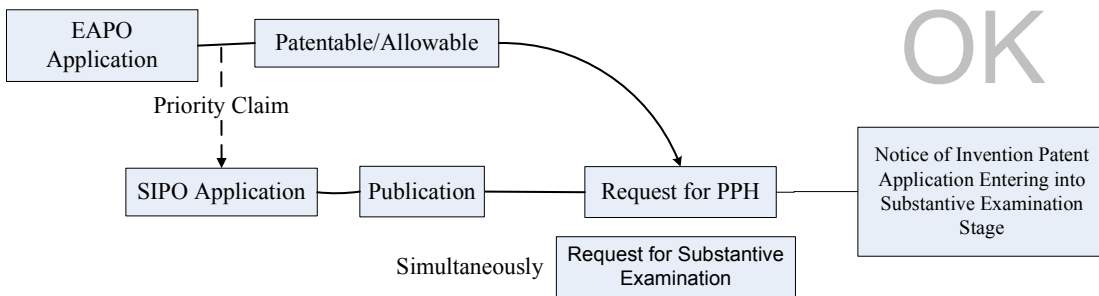 EAPO
Application
Patentable/Allowable
OK
Priority Claim
SIPO Application
Publication
Request for PPH
Notice of Invention Patent
Application Entering into
Substantive Examination
Stage
Simultaneously
Request for Substantive
Examination